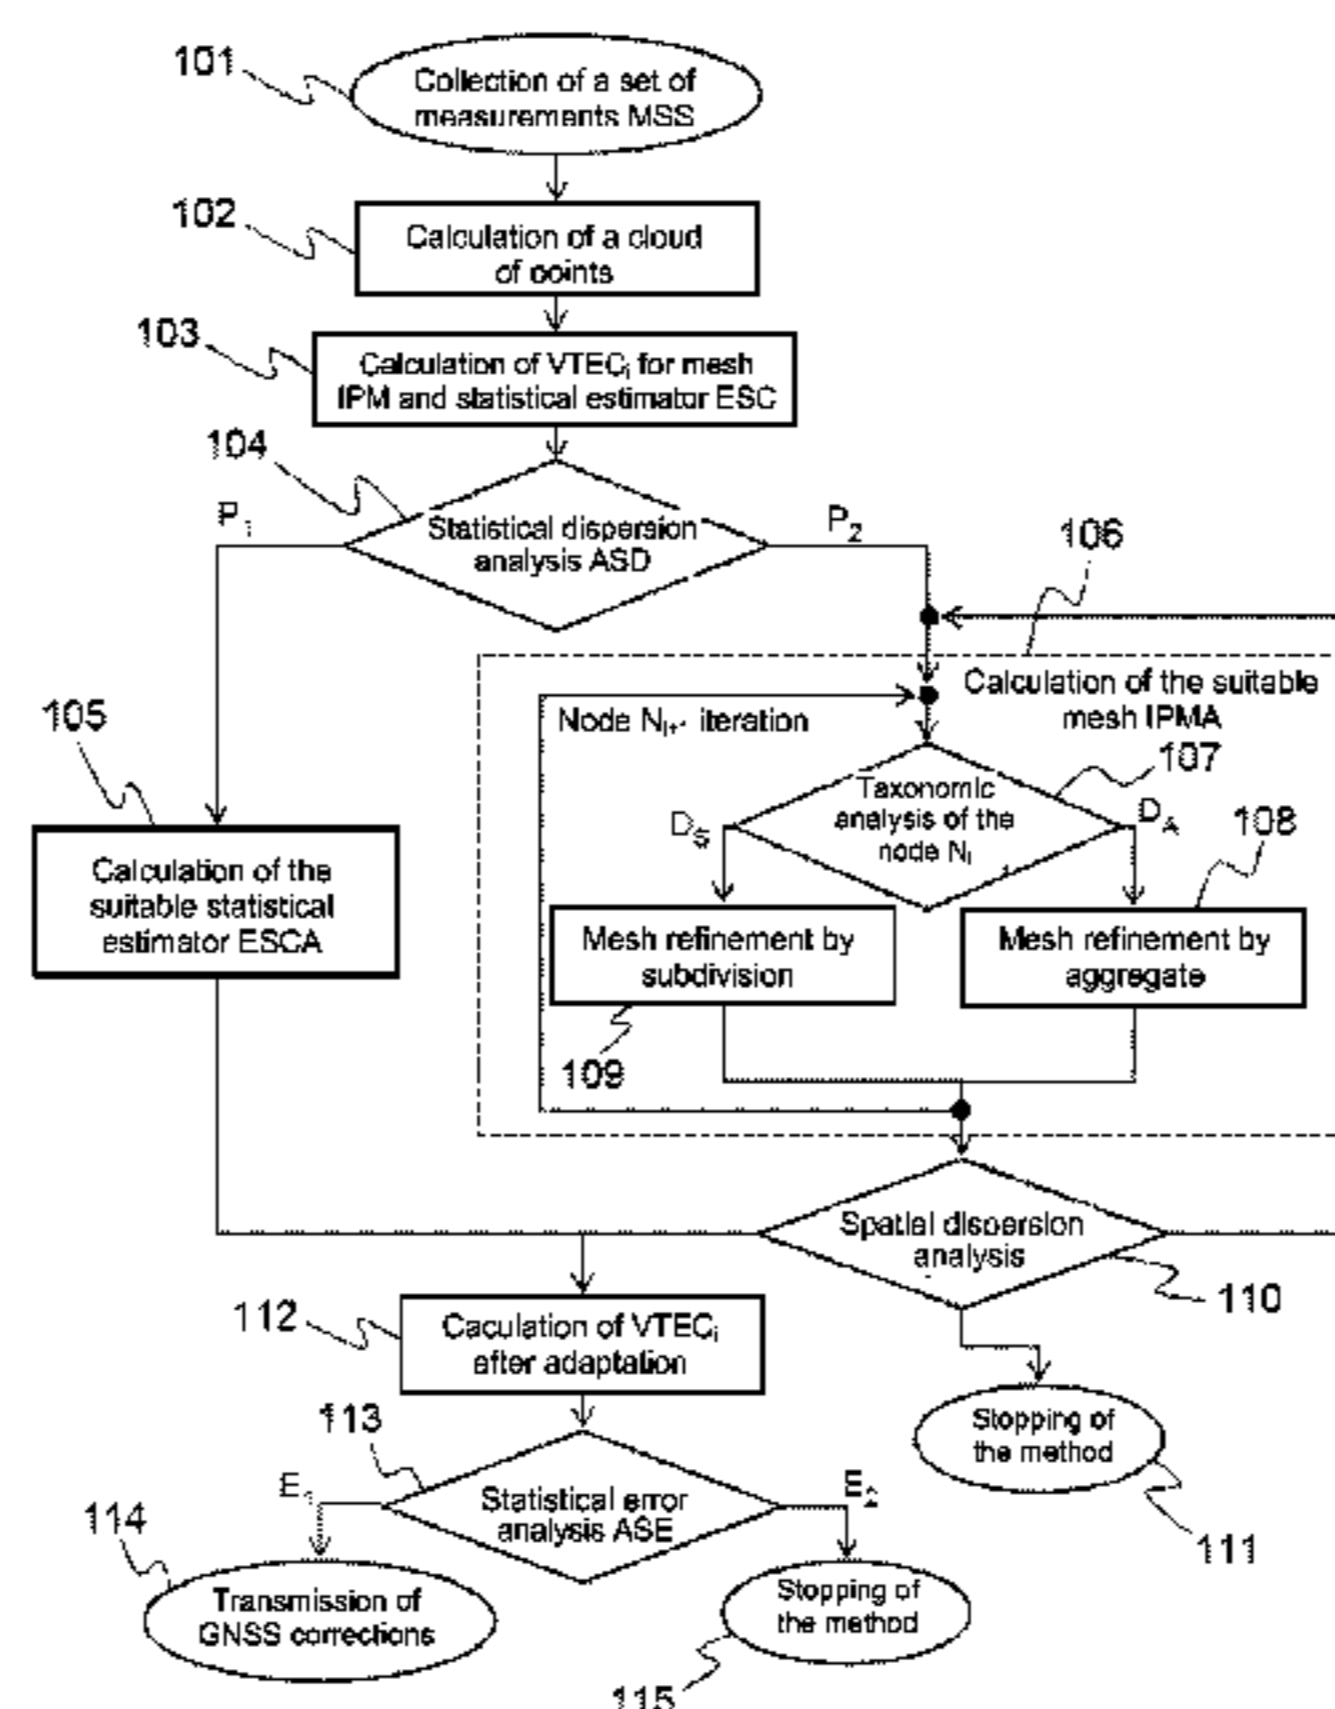 101
Collection of a set of
measurements MSS
102
Calculation of a cloud
of points
103
Calculation of VTECi for mesh
IPM and statistical estimator ESC
104
P1
Statistical dispersion
analysis ASD
P2
106
Calculation of the suitable
mesh IPMA
Node Ni+1 iteration
105
107
Taxonomic
analysis of the
node Ni
DS
DA
108
Calculation of the
suitable statistical
estimator ESCA
Mesh refinement by
subdivision
Mesh refinement by
aggregate
109
Spatial dispersion
analysis
110
112
Caculation of VTECi
after adaptation
113
Stopping of
the method
111
E1
Statistical error
analysis ASE
E2
114
Transmission of
GNSS corrections
Stopping of
the method
115